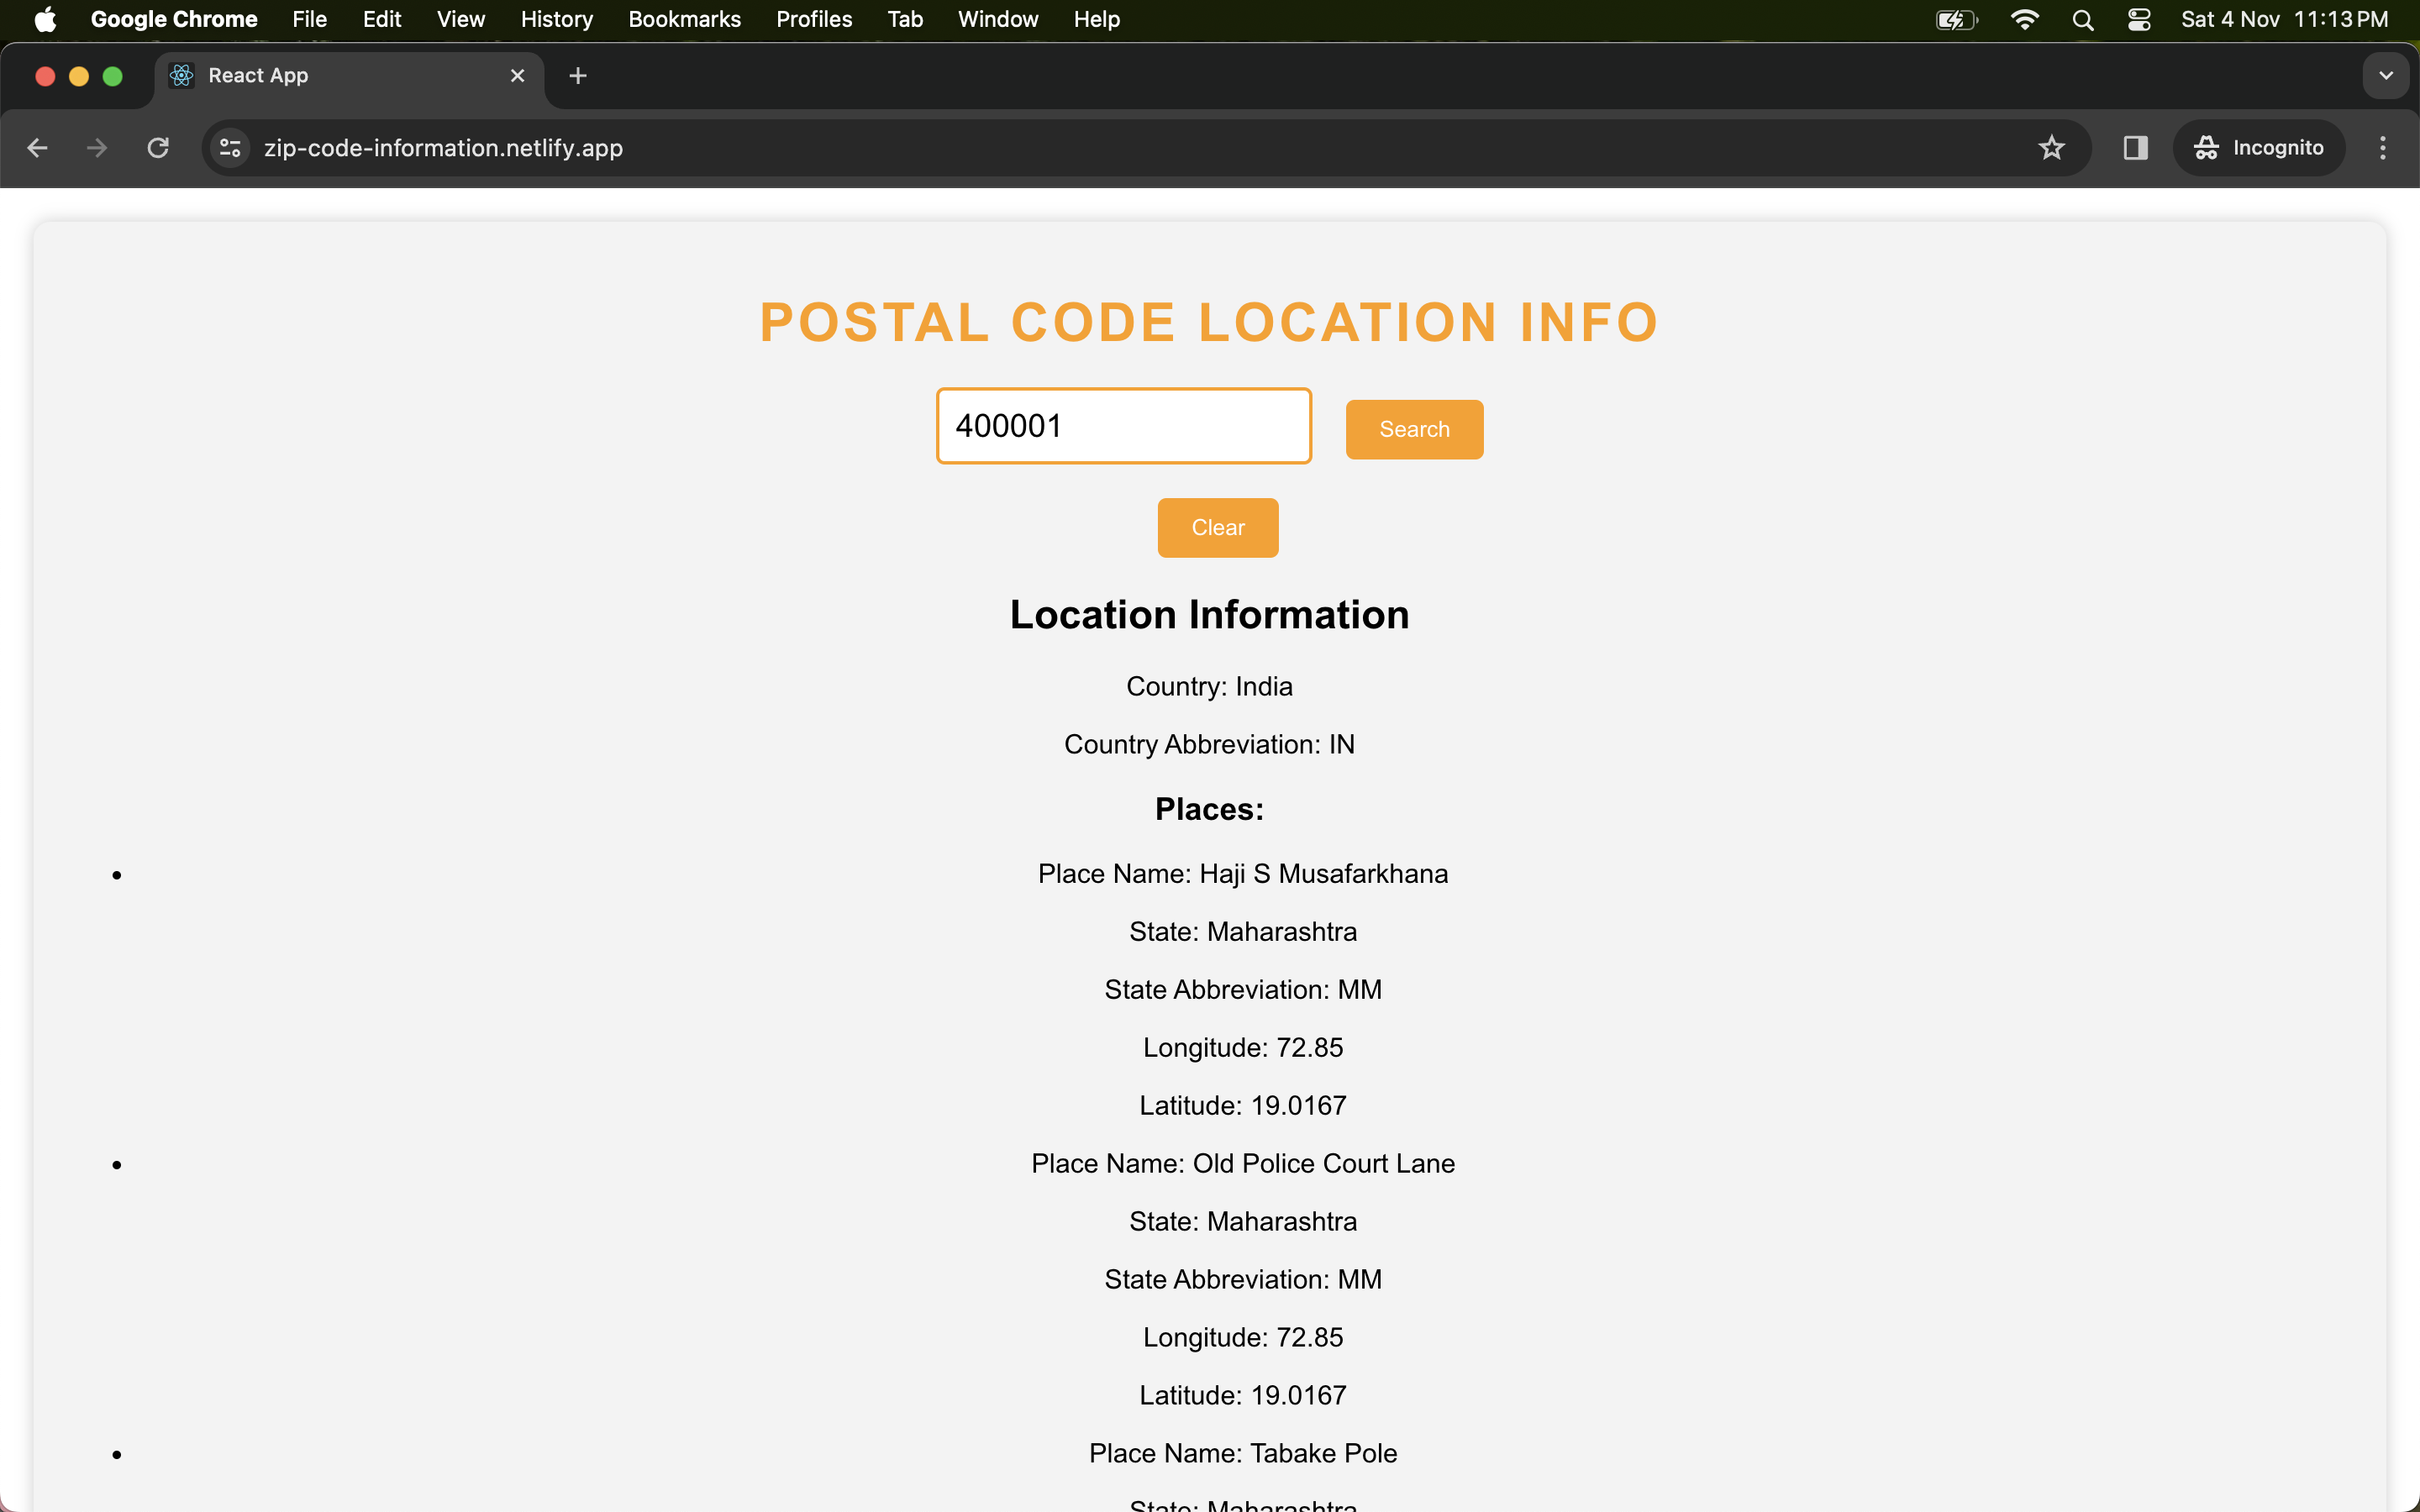 Google Chrome File Edit View History Bookmarks Profiles Tab Window Help Sat 4 Nov 11:13 PM
React App
zip-code-information.netlify.app Incognito
POSTAL CODE LOCATION INFO
400001 Search
Clear
Location Information
Country: India
Country Abbreviation: IN
Places:
Place Name: Haji S Musafarkhana
State: Maharashtra
State Abbreviation: MM
Longitude: 72.85
Latitude: 19.0167
Place Name: Old Police Court Lane
State: Maharashtra
State Abbreviation: MM
Longitude: 72.85
Latitude: 19.0167
Place Name: Tabake Pole
State: Maharashtra